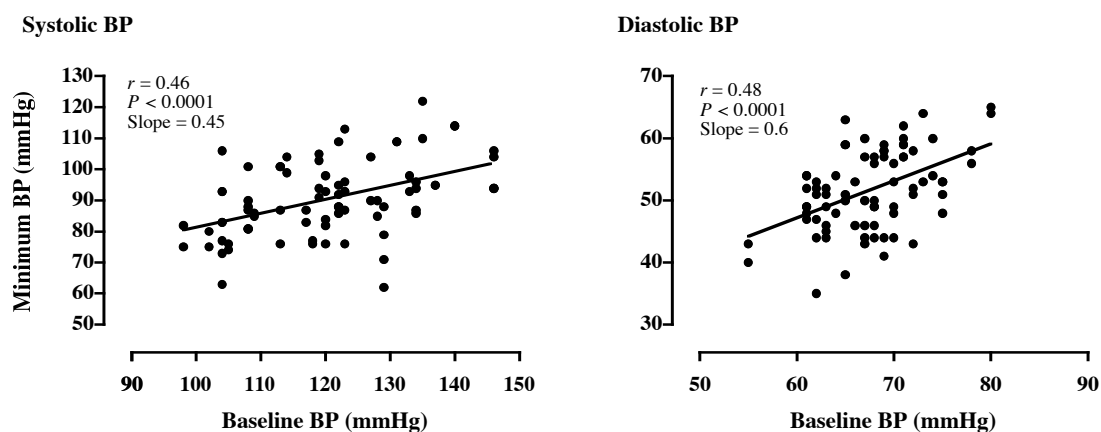 Systolic BP
Diastolic BP
r = 0.46
P < 0.0001
Slope = 0.45
Minimum BP (mmHg)
130
120
110
100
90
80
70
60
50
90 100 110 120 130 140 150
Baseline BP (mmHg)
r = 0.48
P < 0.0001
Slope = 0.6
70
60
50
40
30
50 60 70 80 90
Baseline BP (mmHg)